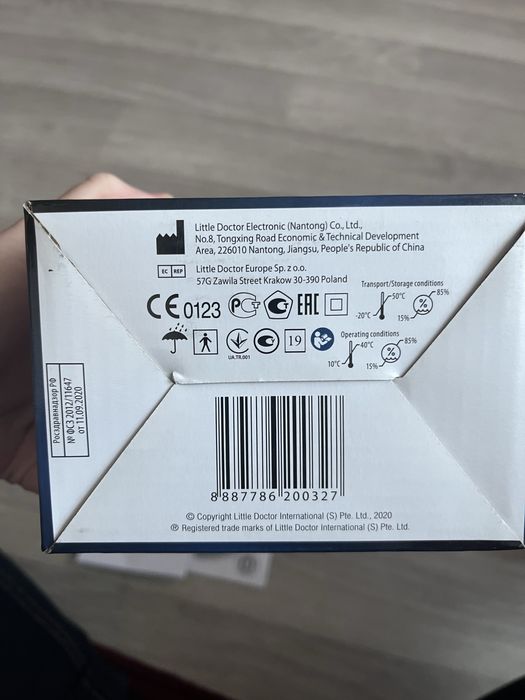 Little Doctor Electronic (Nantong) Co., Ltd.,
No.8, Tongxing Road Economic & Technical Development
Area, 226010 Nantong, Jiangsu, People's Republic of China
EC REP
Little Doctor Europe Sp. z o.o.
57G Zawila Street Krakow 30-390 Poland
CE 0123 EAC
Transport/Storage conditions
50°C
-20°C
85%
%
15%
UA.TR.001
19
Operating conditions
40°C
10°C
85%
%
15%
Росздравнадзор РФ
№ ФСЗ 2012/11647
от 11.09.2020
8 887786 200327
© Copyright Little Doctor International (S) Pte. Ltd., 2020
® Registered trade marks of Little Doctor International (S) Pte. Ltd.